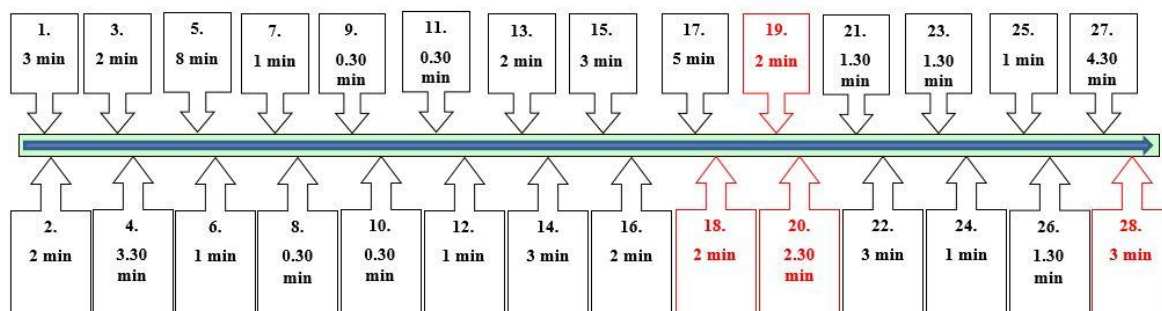 1.
3 min
3.
2 min
5.
8 min
7.
1 min
9.
0.30
min
11.
0.30
min
13.
2 min
15.
3 min
17.
5 min
19.
2 min
21.
1.30
min
23.
1.30
min
25.
1 min
27.
4.30
min
2.
2 min
4.
3.30
min
6.
1 min
8.
0.30
min
10.
0.30
min
12.
1 min
14.
3 min
16.
2 min
18.
2 min
20.
2.30
min
22.
3 min
24.
1 min
26.
1.30
min
28.
3 min